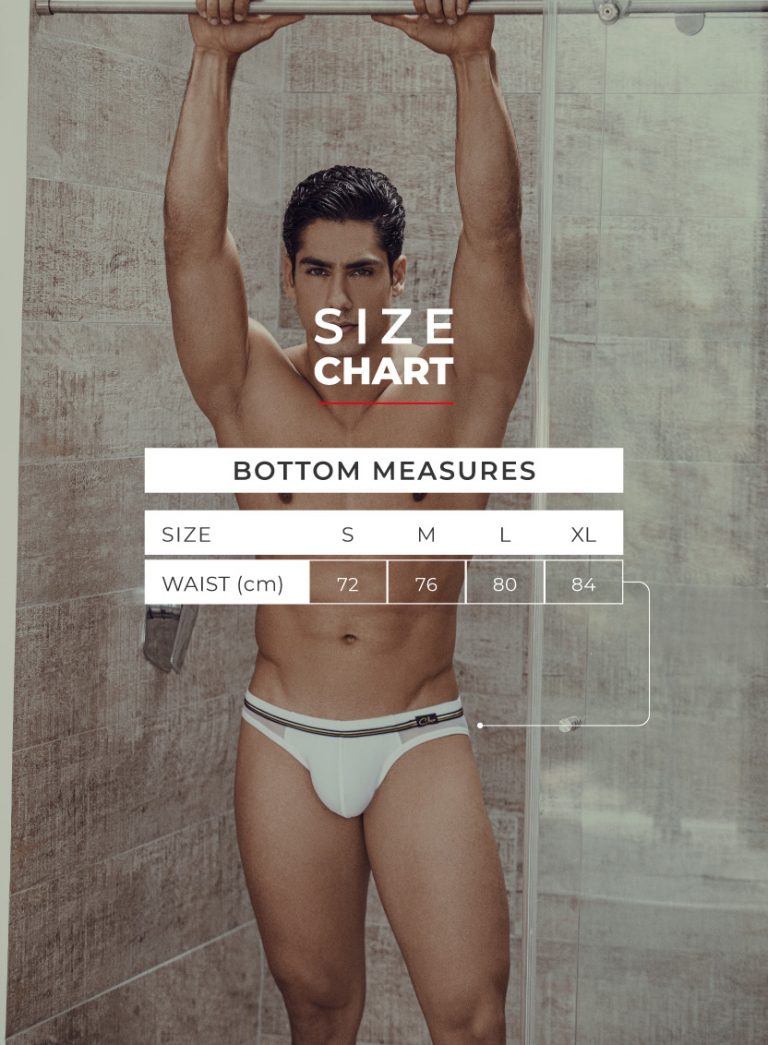 SIZE
CHART
BOTTOM MEASURES
SIZE S M L XL
WAIST (cm) 72 76 80 84